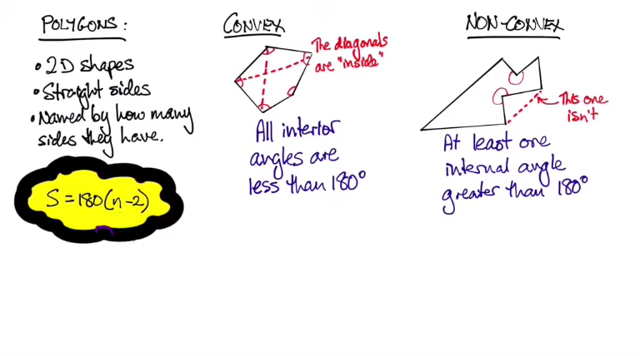 POLYGONS:
• 2D shapes
• Straight sides
• Named by how many
sides they have.
S = 180(n-2)
CONVEX
The diagonals
are "inside"
All interior
angles are
less than 180°
NON-CONVEX
This one
isn't
At least one
internal angle
greater than 180°